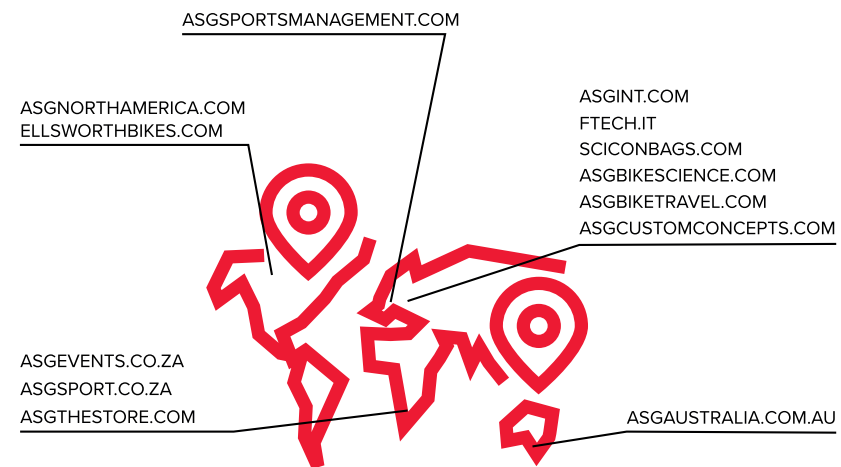 ASGSPORTSMANAGEMENT.COM
ASGNORTHAMERICA.COM
ELLSWORTHBIKES.COM
ASGINT.COM
FTECH.IT
SCICONBAGS.COM
ASGBIKESCIENCE.COM
ASGBIKETRAVEL.COM
ASGCUSTOMCONCEPTS.COM
ASGEVENTS.CO.ZA
ASGSPORT.CO.ZA
ASGTHESTORE.COM
ASGAUSTRALIA.COM.AU